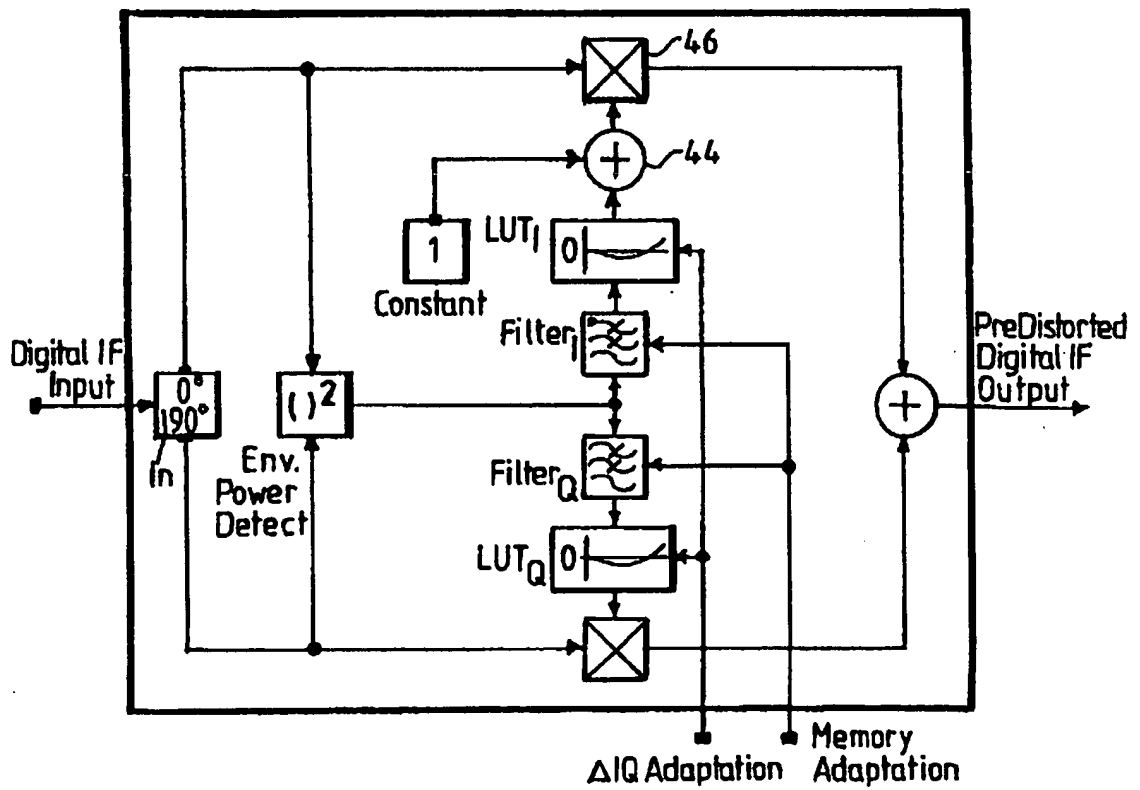 46
+
44
LUTI
0
1
Constant
FilterI
Digital IF
Input
0°
190°
In
( )2
Env.
Power
Detect
FilterQ
LUTQ
0
+
PreDistorted
Digital IF
Output
ΔIQ Adaptation
Memory
Adaptation